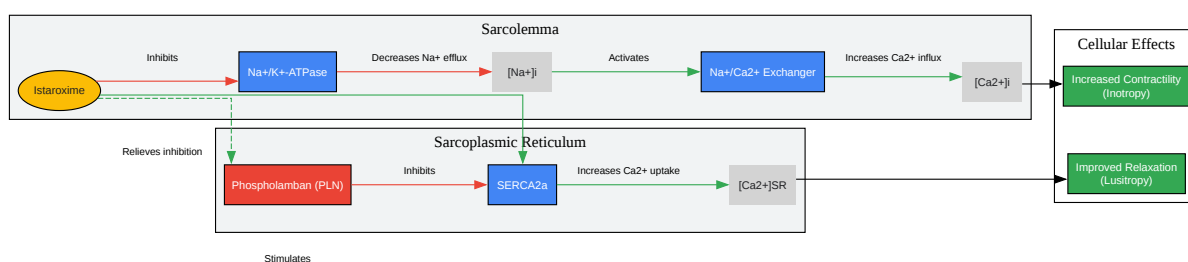 Sarcolemma
Cellular Effects
Inhibits
Decreases Na+ efflux
Activates
Increases Ca2+ influx
Istaroxime
Na+/K+-ATPase
[Na+]i
Na+/Ca2+ Exchanger
[Ca2+]i
Increased Contractility
(Inotropy)
Sarcoplasmic Reticulum
Relieves inhibition
Inhibits
Increases Ca2+ uptake
Phospholamban (PLN)
SERCA2a
[Ca2+]SR
Improved Relaxation
(Lusitropy)
Stimulates